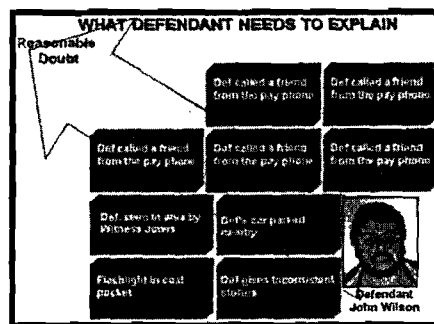 WHAT DEFENDANT NEEDS TO EXPLAIN
Reasonable
Doubt
Def called a friend
from the pay phone
Def called a friend
from the pay phone
Def called a friend
from the pay phone
Def called a friend
from the pay phone
Def called a friend
from the pay phone
Def. seen in area by
Witness Jones
Def's car parked
nearby
Flashlight in coat
pocket
Def gives inconsistent
stories
Defendant
John Wilson